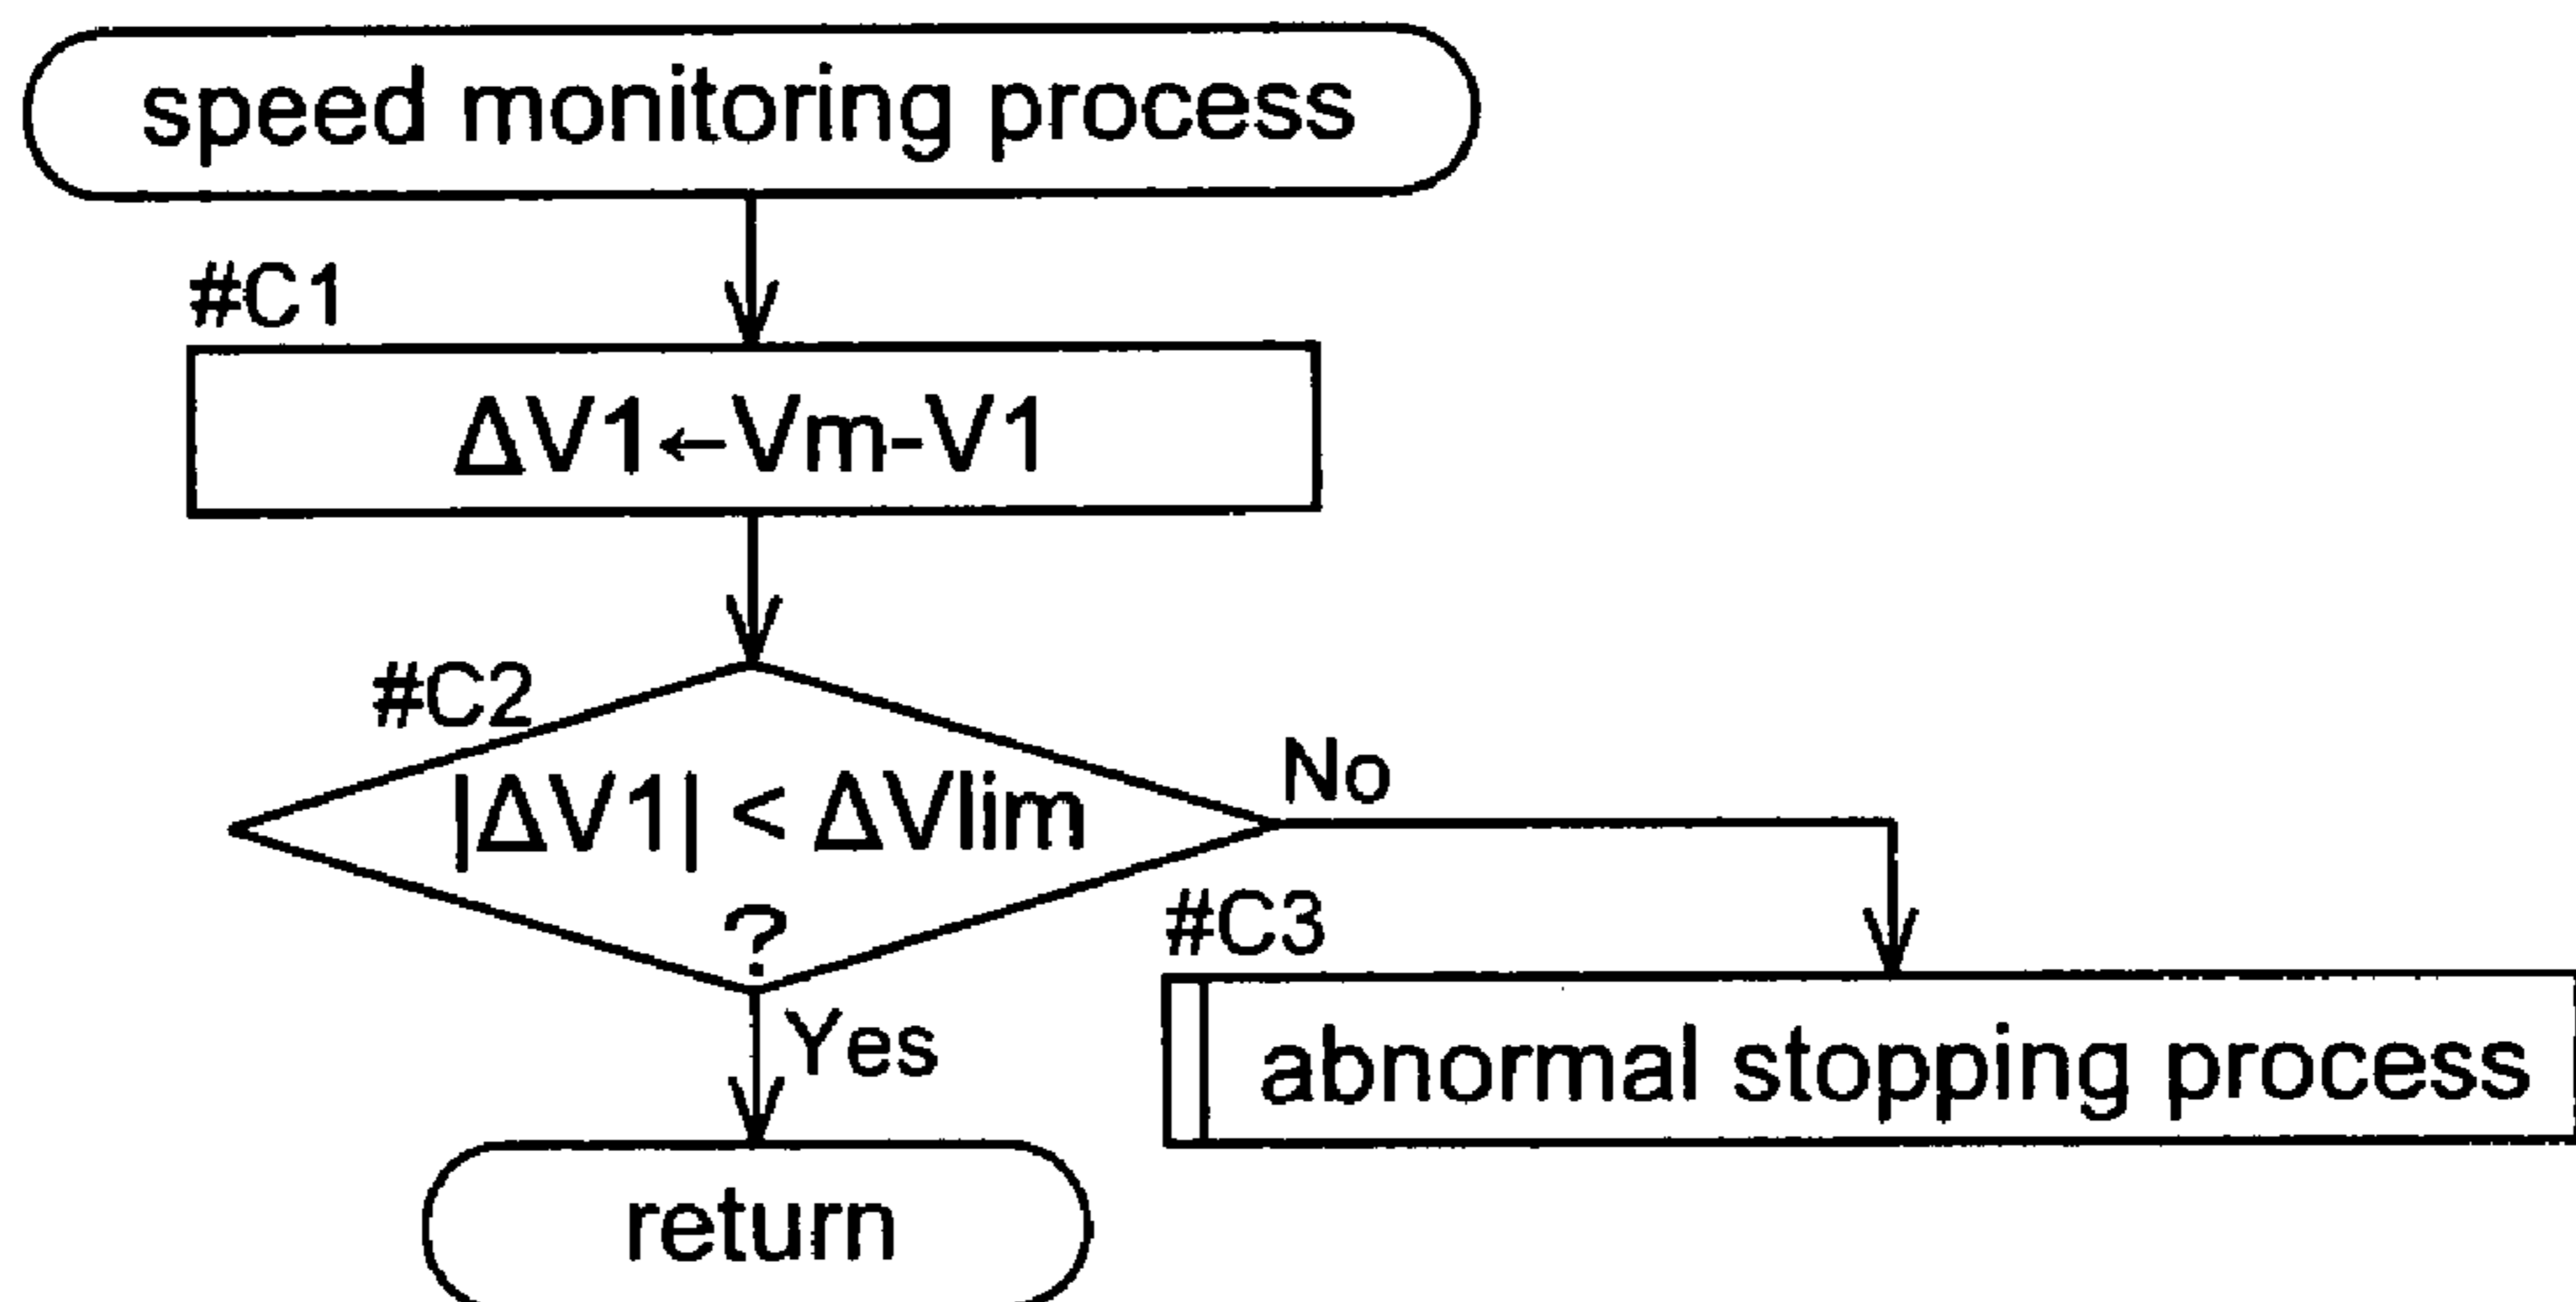 speed monitoring process
#C1
ΔV1←Vm-V1
#C2
|ΔV1| < ΔVlim
?
No
Yes
#C3
abnormal stopping process
return